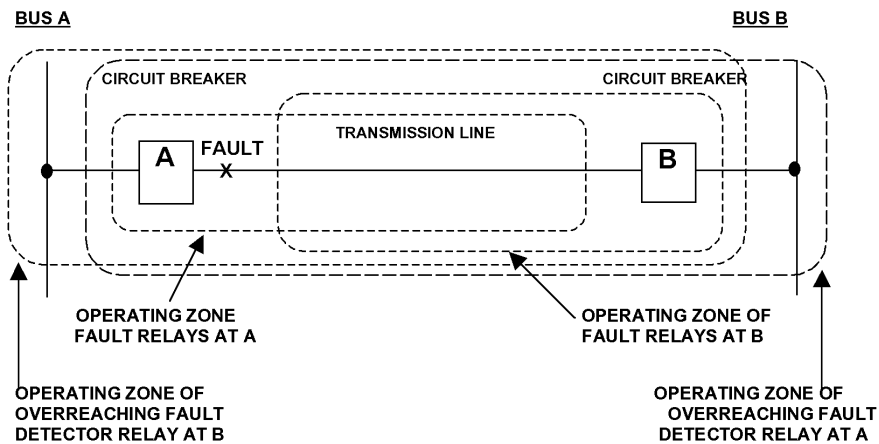 BUS A
BUS B
CIRCUIT BREAKER
CIRCUIT BREAKER
TRANSMISSION LINE
A
FAULT
X
B
OPERATING ZONE
FAULT RELAYS AT A
OPERATING ZONE OF
FAULT RELAYS AT B
OPERATING ZONE OF
OVERREACHING FAULT
DETECTOR RELAY AT B
OPERATING ZONE OF
OVERREACHING FAULT
DETECTOR RELAY AT A